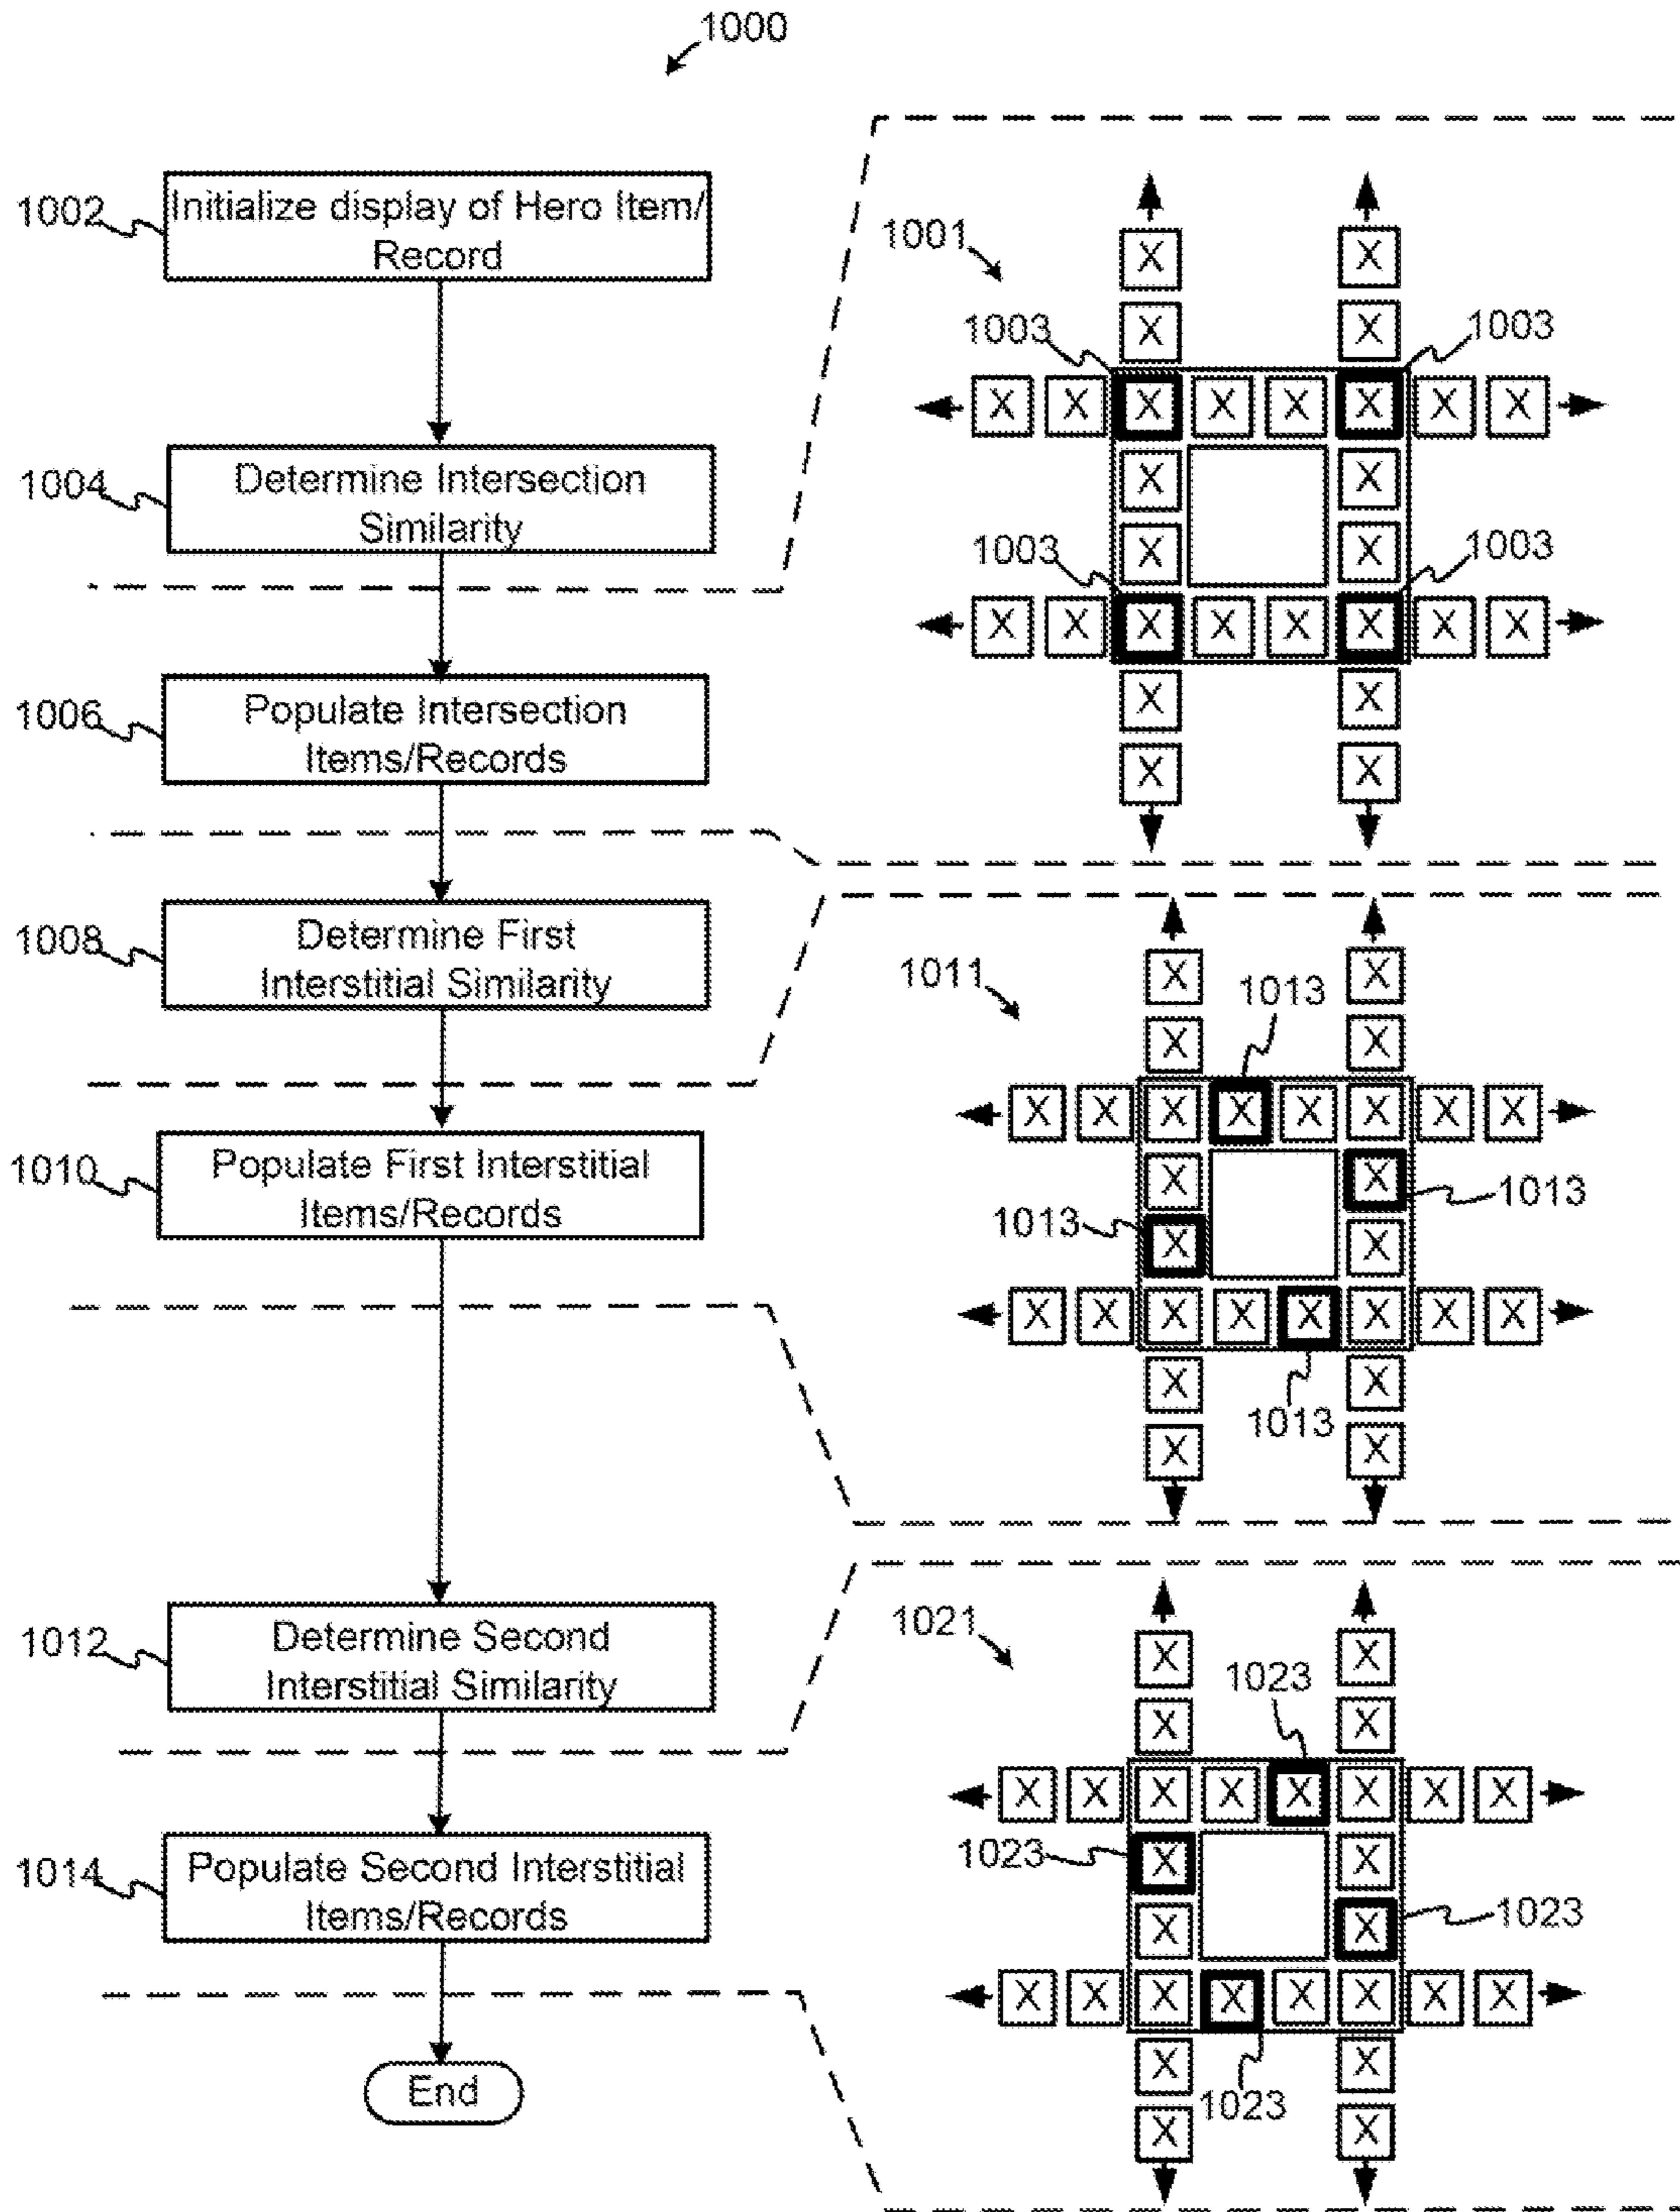 1000
1002
Initialize display of Hero Item/
Record
1004
Determine Intersection
Similarity
1006
Populate Intersection
Items/Records
1008
Determine First
Interstitial Similarity
1010
Populate First Interstitial
Items/Records
1012
Determine Second
Interstitial Similarity
1014
Populate Second Interstitial
Items/Records
End
1001
X X
X X
1003 1003
X X X X X X X X
X X
X X
1003 1003
X X X X X X X X
X X
X X
1011
X X
1013
X X
X X X X X X X X
X X
1013
1013
X X
X X X X X X X X
X X
1013
X X
1021
X X
1023
X X
X X X X X X X X
1023
X X
X X
1023
X X X X X X X X
X X
1023
X X